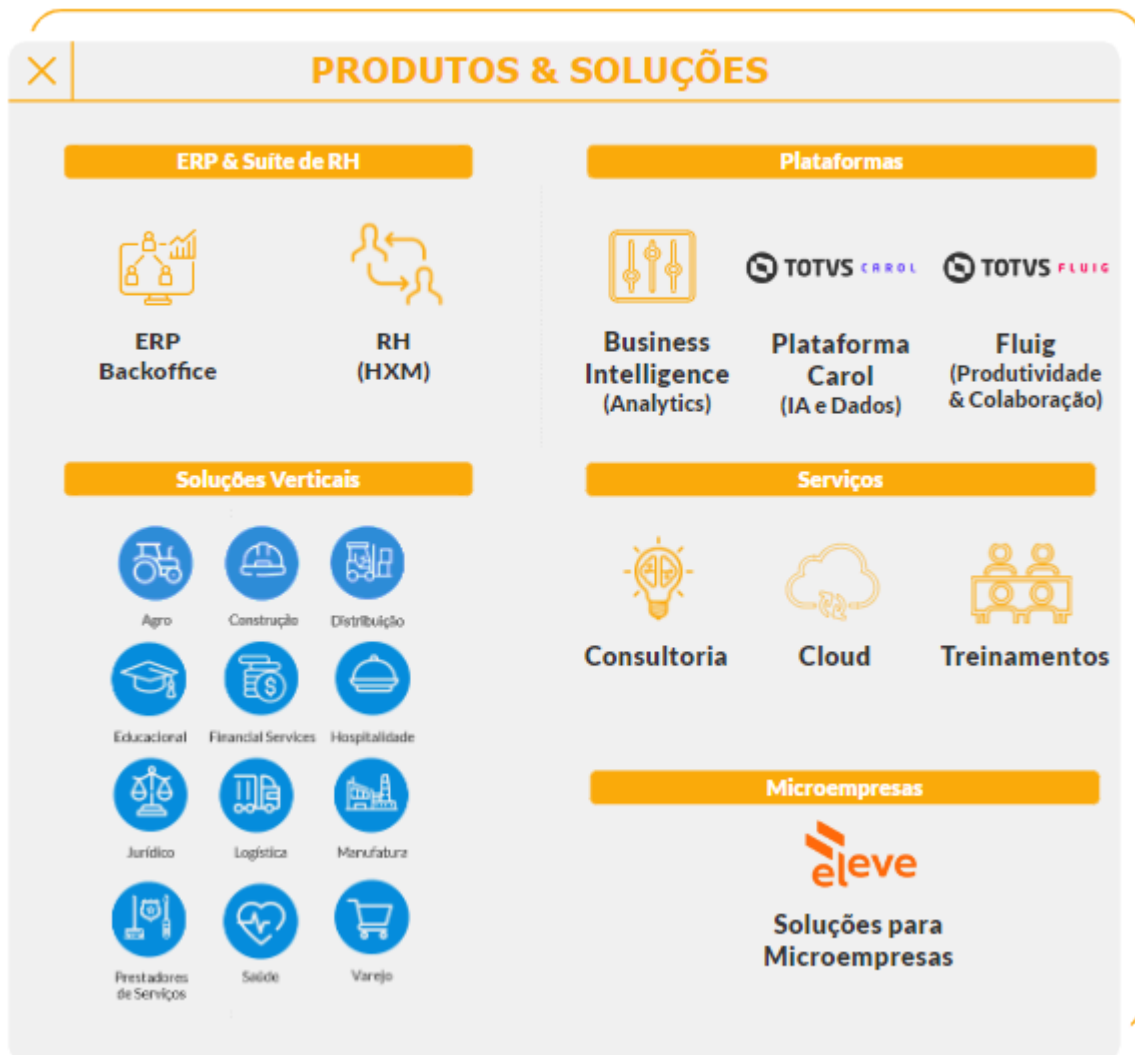 PRODUTOS & SOLUÇÕES
ERP & Suíte de RH
ERP
Backoffice
RH
(HXM)
Plataformas
Business
Intelligence
(Analytics)
TOTVS CAROL
Plataforma
Carol
(IA e Dados)
TOTVS FLUIG
Fluig
(Produtividade
& Colaboração)
Soluções Verticais
Agro
Construção
Distribuição
Educacional
Financial Services
Hospitalidade
Jurídico
Logística
Manufatura
Prestadores
de Serviços
Saúde
Varejo
Serviços
Consultoria
Cloud
Treinamentos
Microempresas
eleve
Soluções para
Microempresas